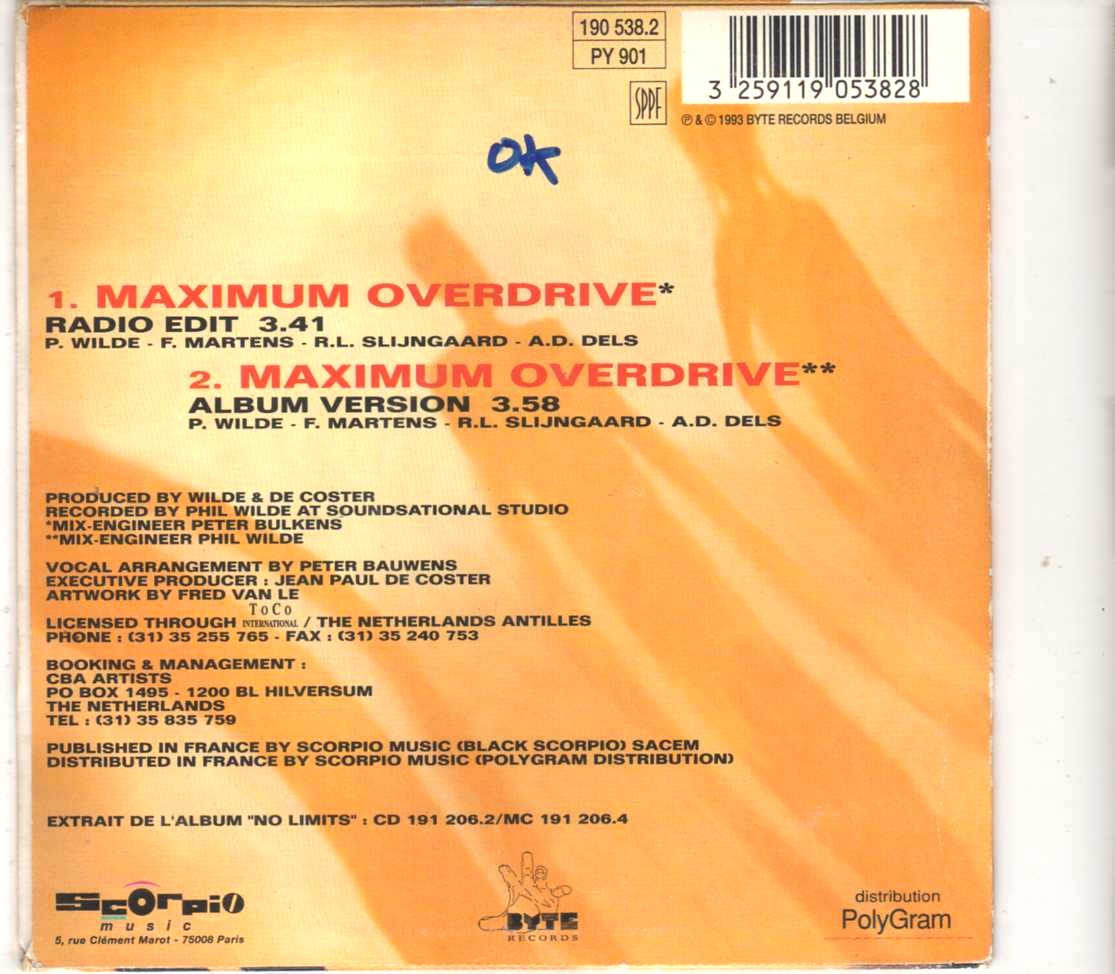 190 538.2
PY 901
3 259119 053828
SPPF
℗ & © 1993 BYTE RECORDS BELGIUM
OK
1. MAXIMUM OVERDRIVE*
RADIO EDIT 3.41
P. WILDE - F. MARTENS - R.L. SLIJNGAARD - A.D. DELS
2. MAXIMUM OVERDRIVE**
ALBUM VERSION 3.58
P. WILDE - F. MARTENS - R.L. SLIJNGAARD - A.D. DELS
PRODUCED BY WILDE & DE COSTER
RECORDED BY PHIL WILDE AT SOUNDSATIONAL STUDIO
*MIX-ENGINEER PETER BULKENS
**MIX-ENGINEER PHIL WILDE
VOCAL ARRANGEMENT BY PETER BAUWENS
EXECUTIVE PRODUCER : JEAN PAUL DE COSTER
ARTWORK BY FRED VAN LE
ToCo
LICENSED THROUGH INTERNATIONAL / THE NETHERLANDS ANTILLES
PHONE : (31) 35 255 765 - FAX : (31) 35 240 753
BOOKING & MANAGEMENT :
CBA ARTISTS
PO BOX 1495 - 1200 BL HILVERSUM
THE NETHERLANDS
TEL : (31) 35 835 759
PUBLISHED IN FRANCE BY SCORPIO MUSIC (BLACK SCORPIO) SACEM
DISTRIBUTED IN FRANCE BY SCORPIO MUSIC (POLYGRAM DISTRIBUTION)
EXTRAIT DE L'ALBUM "NO LIMITS" : CD 191 206.2/MC 191 206.4
scorpio
music
5, rue Clément Marot - 75008 Paris
BYTE
RECORDS
distribution
PolyGram